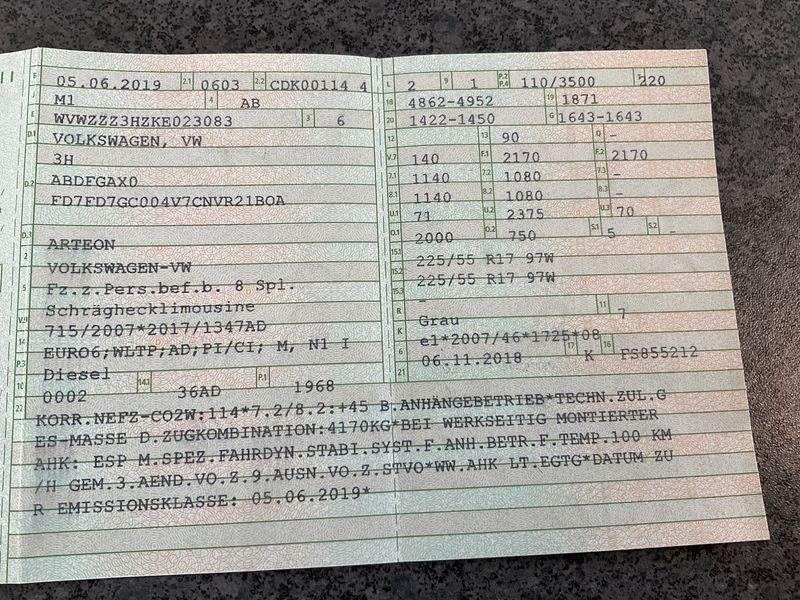 B 05.06.2019 2.1 0603 2.2 CDK00114 4
J M1 4 AB
E WVWZZZ3HZKE023083 3 6
D.1 VOLKSWAGEN, VW
3H
D.2 ABDFGAX0
FD7FD7GC004V7CNVR21BOA
D.3 ARTEON
2 VOLKSWAGEN-VW
5 Fz.z.Pers.bef.b. 8 Spl.
Schräghecklimousine
V.9 715/2007*2017/1347AD
14 EURO6;WLTP;AD;PI/CI; M, N1 I
P.3 Diesel
10 0002 14.1 36AD P.1 1968
L 2 9 1 P.2 P.4 110/3500 T 220
18 4862-4952 19 1871
20 1422-1450 G 1643-1643
12 - 13 90 Q -
V.7 140 F.1 2170 F.2 2170
7.1 1140 7.2 1080 7.3 -
8.1 1140 8.2 1080 8.3 -
U.1 71 U.2 2375 U.3 70
O.1 2000 O.2 750 S.1 5 S.2 -
15.1 225/55 R17 97W
15.2 225/55 R17 97W
15.3 -
R Grau 11 7
K e1*2007/46*1725*08
6 06.11.2018 17 K 16 FS855212
21
22 KORR.NEFZ-CO2W:114*7.2/8.2:+45 B.ANHÄNGEBETRIEB*TECHN.ZUL.G
ES-MASSE D.ZUGKOMBINATION:4170KG*BEI WERKSEITIG MONTIERTER
AHK: ESP M.SPEZ.FAHRDYN.STABI.SYST.F.ANH.BETR.F.TEMP.100 KM
/H GEM.3.AEND.VO.Z.9.AUSN.VO.Z.STVO*WW.AHK LT.EGTG*DATUM ZU
R EMISSIONSKLASSE: 05.06.2019*